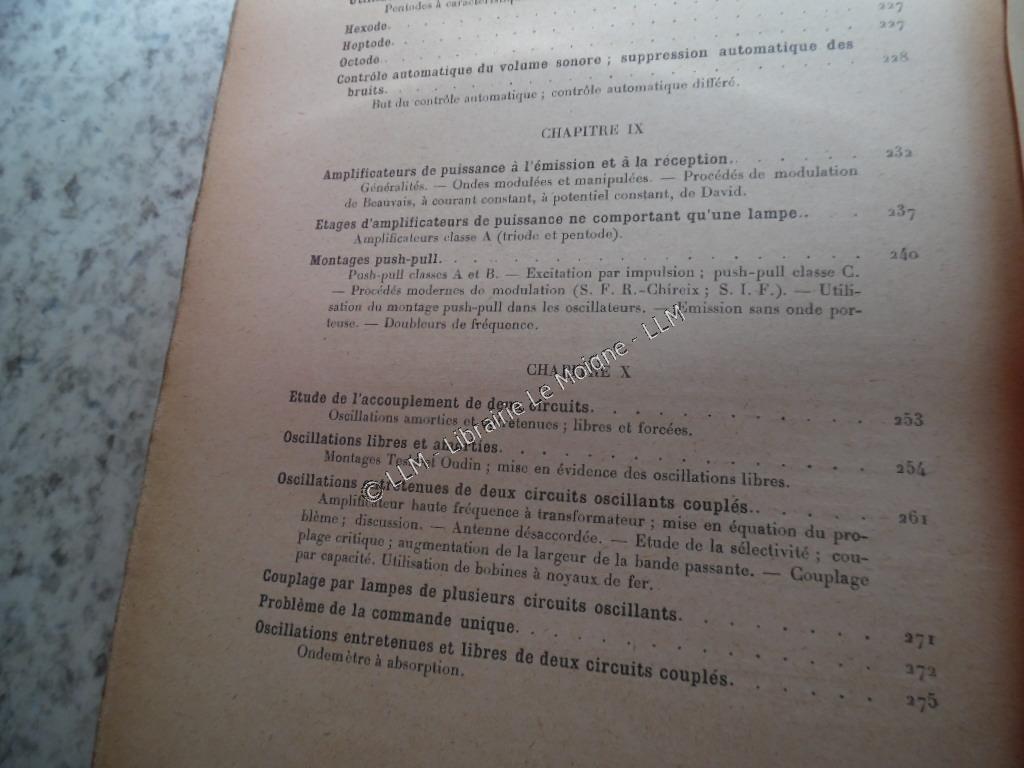 Pentodes à caractéristiq
Hexode. 227
Heptode. 227
Octode.
Contrôle automatique du volume sonore ; suppression automatique des
bruits. 228
But du contrôle automatique ; contrôle automatique différé.
CHAPITRE IX
Amplificateurs de puissance à l'émission et à la réception. 232
Généralités. — Ondes modulées et manipulées. — Procédés de modulation
de Beauvais, à courant constant, à potentiel constant, de David.
Etages d'amplificateurs de puissance ne comportant qu'une lampe. 237
Amplificateurs classe A (triode et pentode).
Montages push-pull. 240
Push-pull classes A et B. — Excitation par impulsion ; push-pull classe C.
— Procédés modernes de modulation (S. F. R.-Chireix ; S. I. F.). — Utili-
sation du montage push-pull dans les oscillateurs. — Emission sans onde por-
teuse. — Doubleurs de fréquence.
CHAPITRE X
Etude de l'accouplement de deux circuits. 253
Oscillations amorties et entretenues ; libres et forcées.
Oscillations libres et amorties. 254
Montages Tesla et Oudin ; mise en évidence des oscillations libres.
Oscillations entretenues de deux circuits oscillants couplés. 261
Amplificateur haute fréquence à transformateur ; mise en équation du pro-
blème ; discussion. — Antenne désaccordée. — Etude de la sélectivité ; cou-
plage critique ; augmentation de la largeur de la bande passante. — Couplage
par capacité. Utilisation de bobines à noyaux de fer.
Couplage par lampes de plusieurs circuits oscillants. 271
Problème de la commande unique. 272
Oscillations entretenues et libres de deux circuits couplés. 275
Ondemètre à absorption.
© LLM - Librairie Le Moigne - LLM